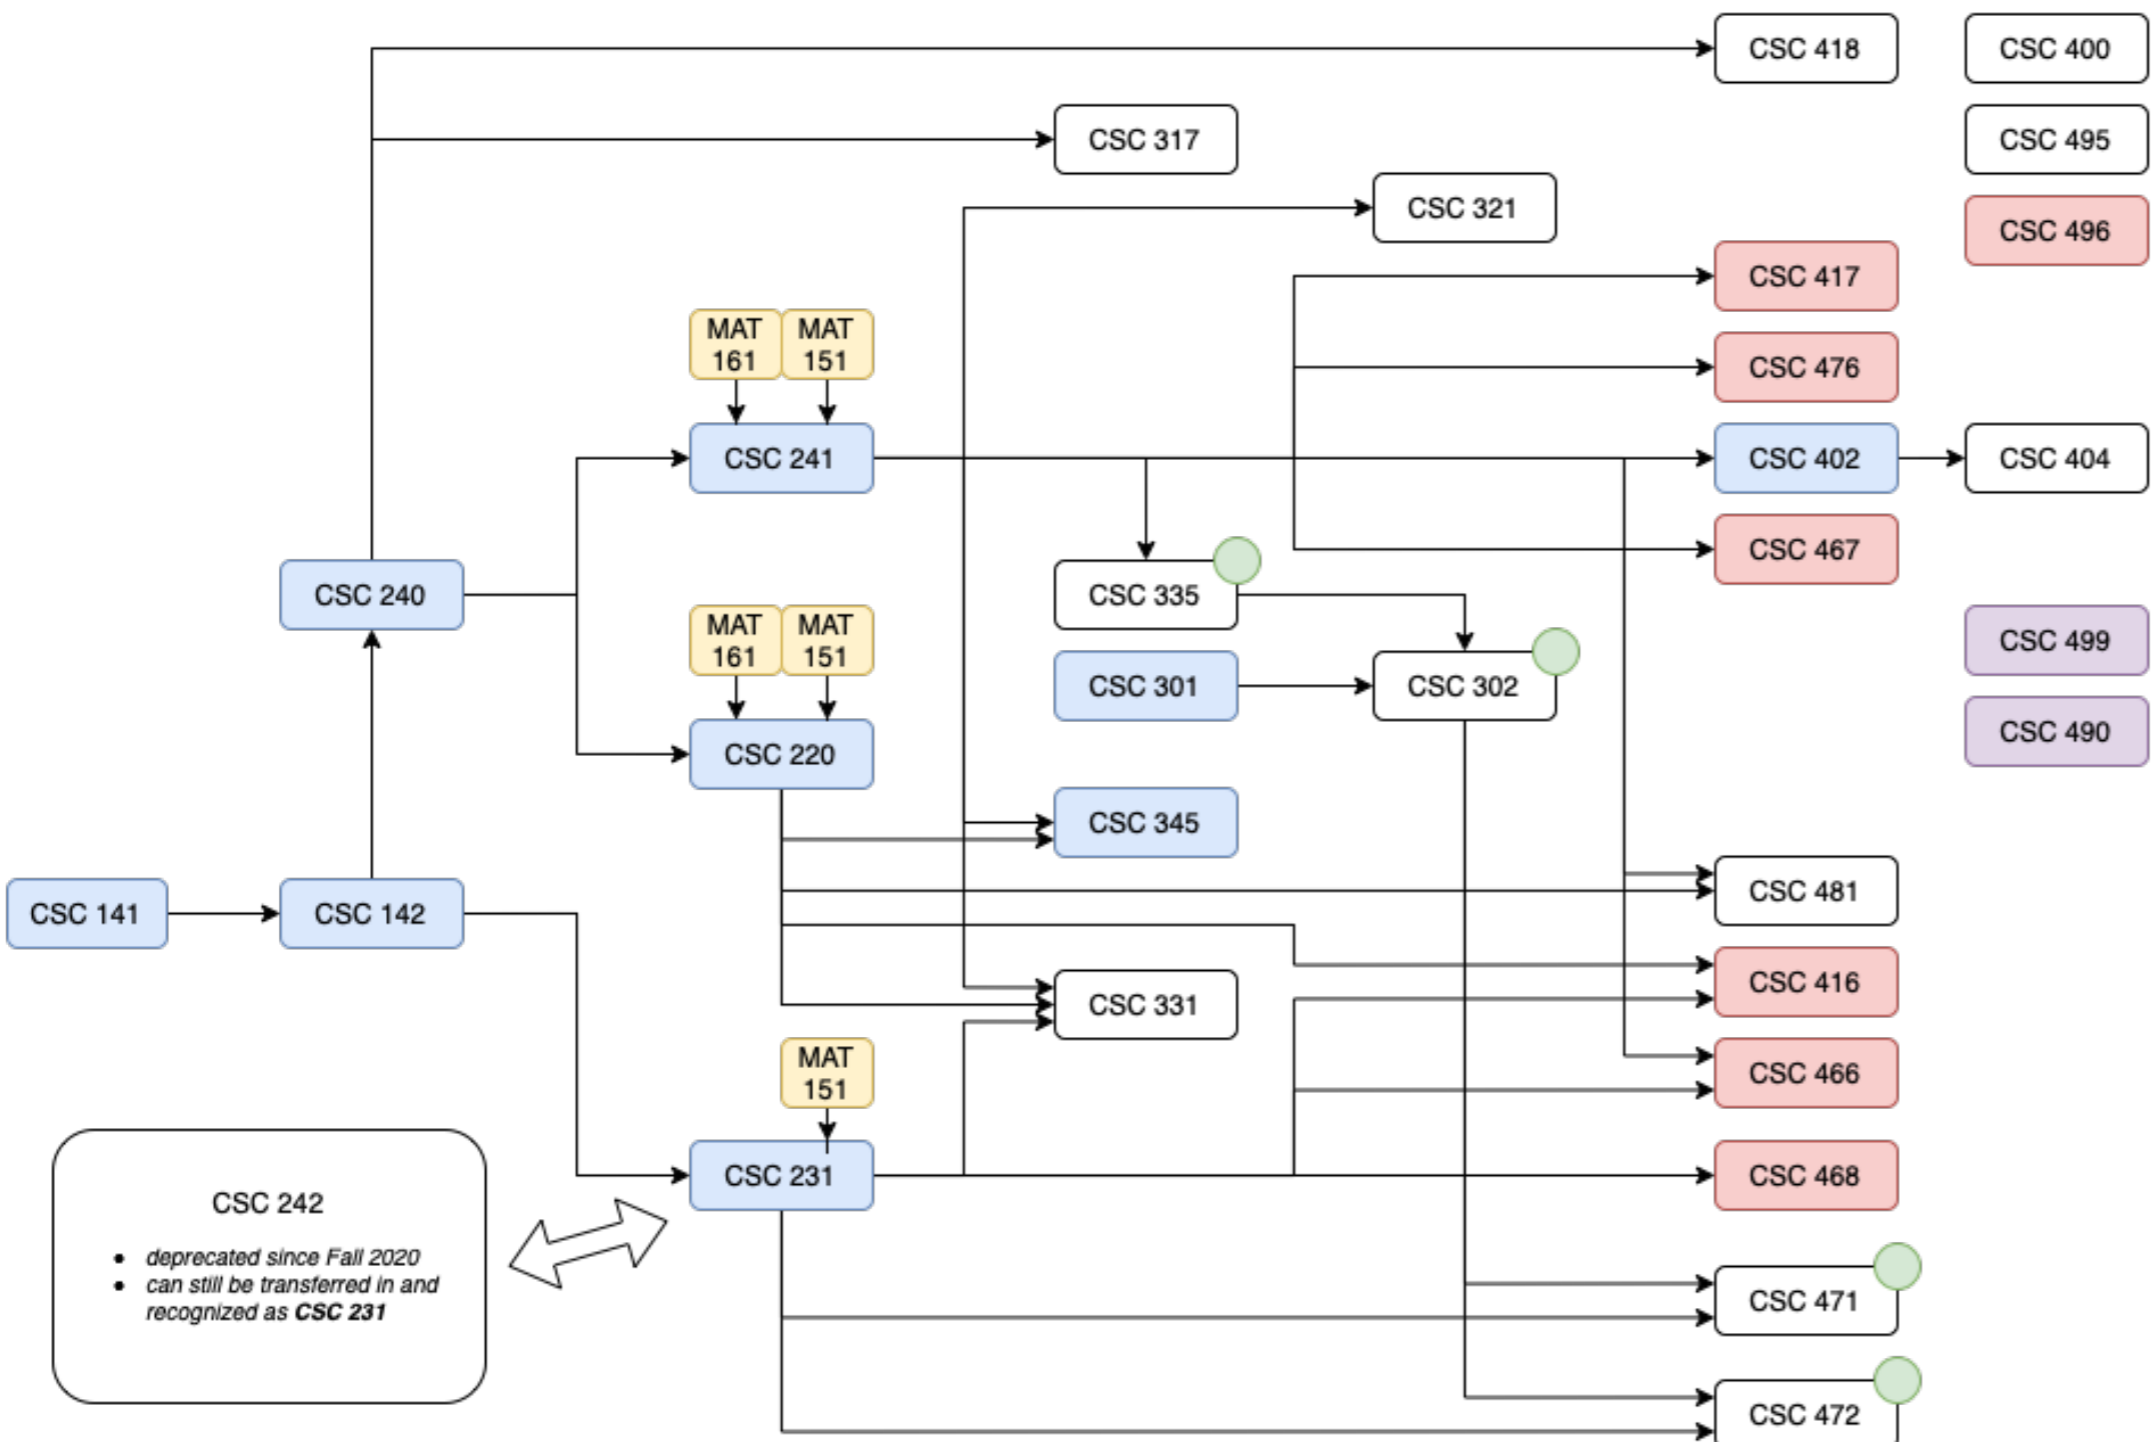 CSC 418
CSC 400
CSC 317
CSC 495
CSC 321
CSC 496
CSC 417
MAT
161
MAT
151
CSC 476
CSC 241
CSC 402
CSC 404
CSC 467
CSC 240
CSC 335
MAT
161
MAT
151
CSC 499
CSC 301
CSC 302
CSC 490
CSC 220
CSC 345
CSC 481
CSC 141
CSC 142
CSC 416
CSC 331
MAT
151
CSC 466
CSC 231
CSC 468
CSC 242
• deprecated since Fall 2020
• can still be transferred in and
recognized as CSC 231
CSC 471
CSC 472